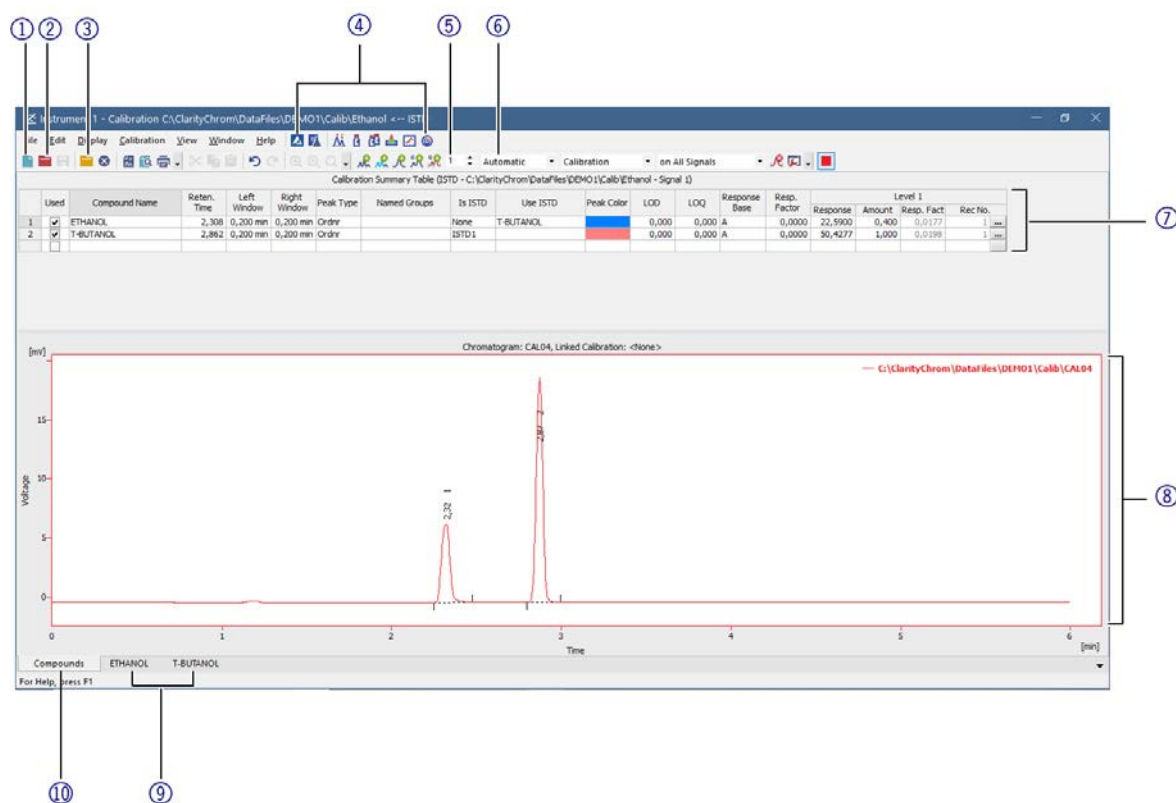 ① ② ③ ④ ⑤ ⑥
Instrument 1 - Calibration C:\ClarityChrom\DataFiles\DEMO1\Calib\Ethanol <-- ISTD
File Edit Display Calibration View Window Help
1 Automatic Calibration on All Signals
Calibration Summary Table (ISTD - C:\ClarityChrom\DataFiles\DEMO1\Calib\Ethanol - Signal 1)
Used Compound Name Reten. Time Left Window Right Window Peak Type Named Groups Is ISTD Use ISTD Peak Color LOD LOQ Response Base Resp. Factor Level 1
Response Amount Resp. Fact Rec No.
1 ETHANOL 2,308 0,200 min 0,200 min Ordnr None T-BUTANOL 0,000 0,000 A 0,0000 22,5900 0,400 0,0177 1 ...
2 T-BUTANOL 2,862 0,200 min 0,200 min Ordnr ISTD1 0,000 0,000 A 0,0000 50,4277 1,000 0,0198 1 ...
⑦
Chromatogram: CAL04, Linked Calibration: <None>
[mV]
C:\ClarityChrom\DataFiles\DEMO1\Calib\CAL04
15
10
5
0
Voltage
2,32 1
2,87 2
⑧
0 1 2 3 4 5 6
Time [min]
Compounds ETHANOL T-BUTANOL
For Help, press F1
⑩ ⑨